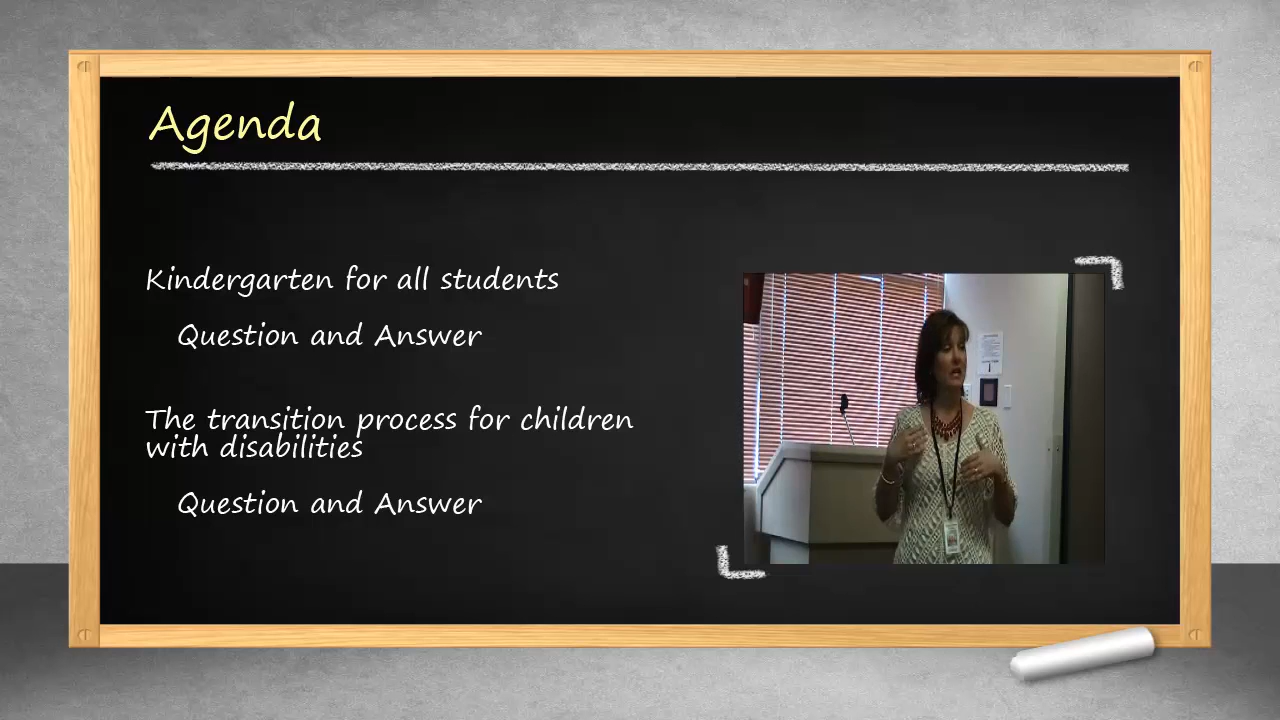 Agenda
Kindergarten for all students
Question and Answer
The transition process for children
with disabilities
Question and Answer